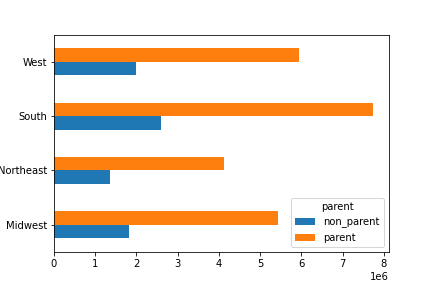 West
South
Northeast
Midwest
parent
non_parent
parent
0 1 2 3 4 5 6 7 8
1e6